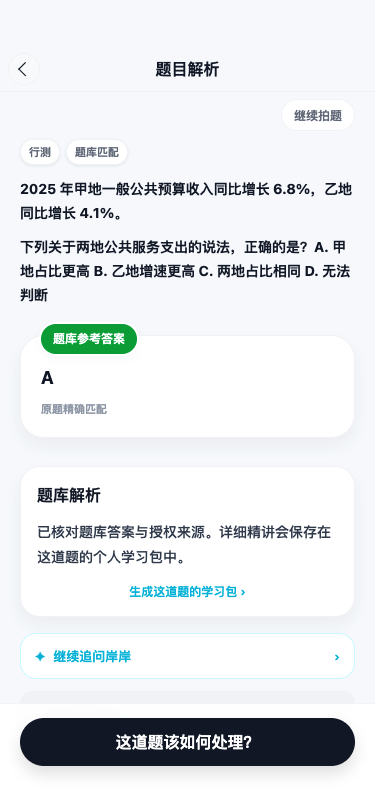 题目解析
继续拍题
行测 题库匹配
2025 年甲地一般公共预算收入同比增长 6.8%，乙地
同比增长 4.1%。
下列关于两地公共服务支出的说法，正确的是？A. 甲
地占比更高 B. 乙地增速更高 C. 两地占比相同 D. 无法
判断
题库参考答案
A
原题精确匹配
题库解析
已核对题库答案与授权来源。详细精讲会保存在
这道题的个人学习包中。
生成这道题的学习包 ›
✦ 继续追问岸岸 ›
这道题该如何处理？